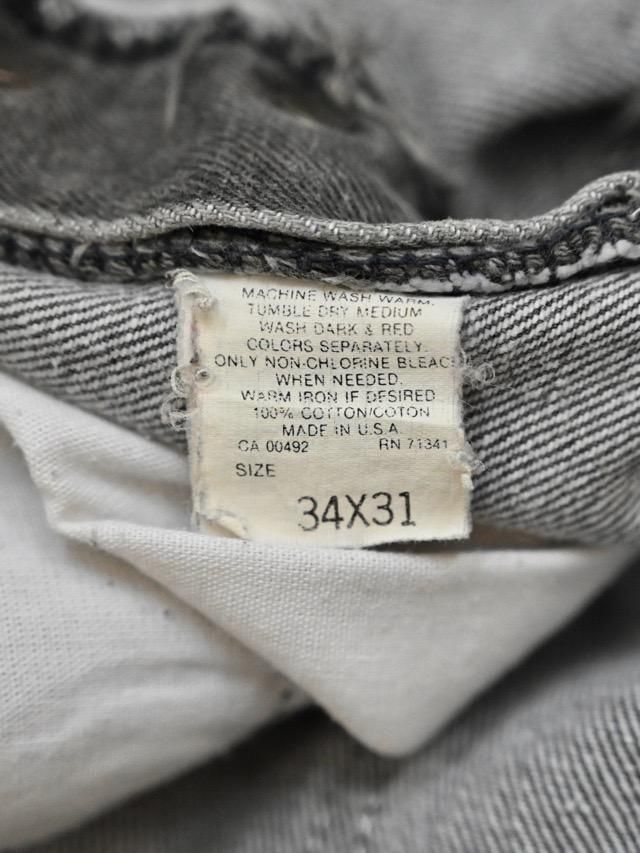 MACHINE WASH WARM.
TUMBLE DRY MEDIUM
WASH DARK & RED
COLORS SEPARATELY.
ONLY NON-CHLORINE BLEAC
WHEN NEEDED.
WARM IRON IF DESIRED
100% COTTON/COTON
MADE IN U.S.A.
CA 00492 RN 71341
SIZE
34X31